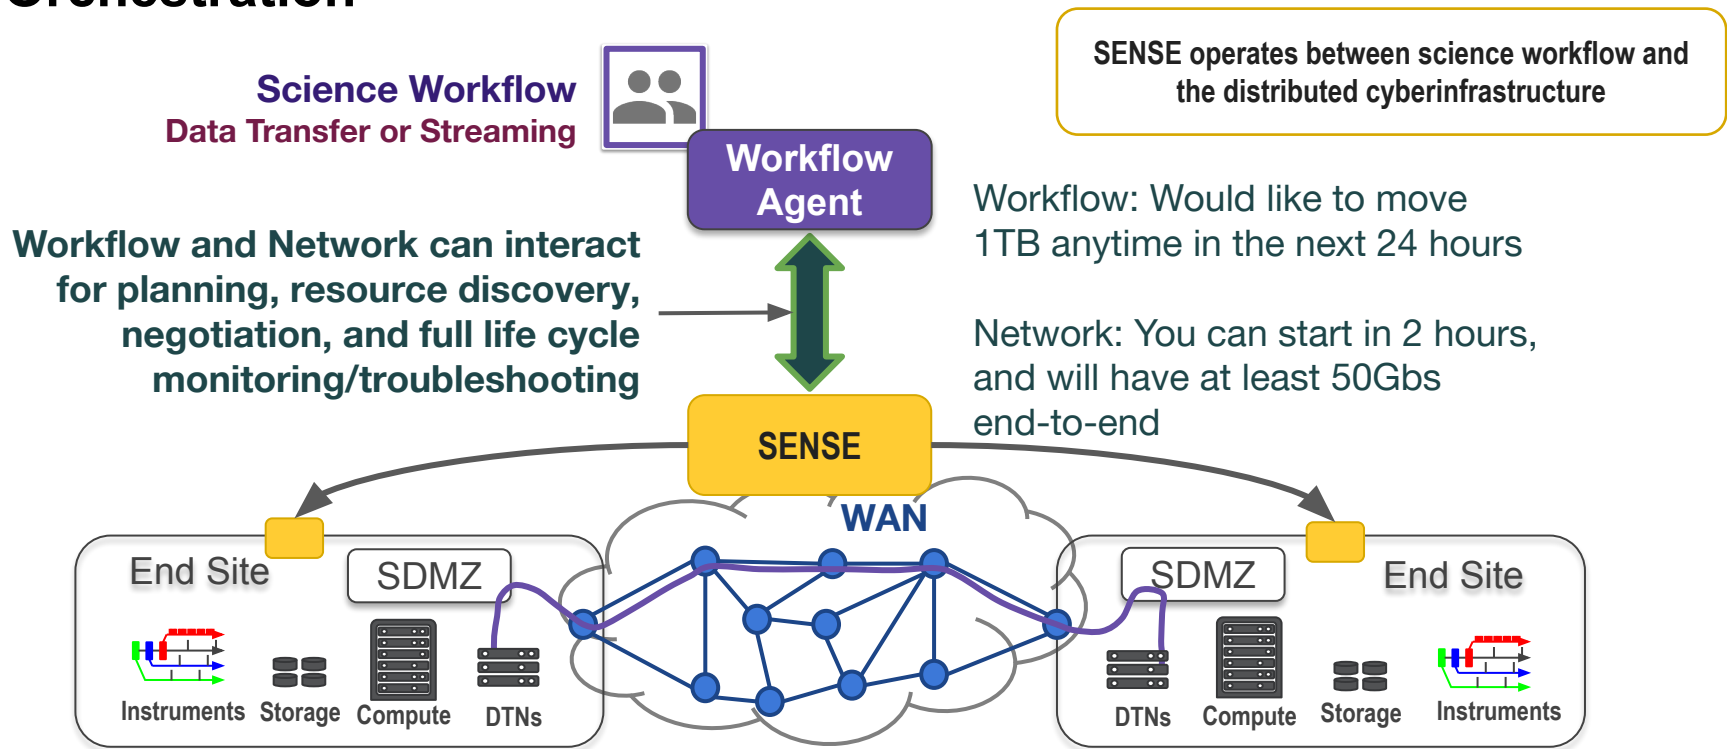 Orchestration
SENSE operates between science workflow and
the distributed cyberinfrastructure
Science Workflow
Data Transfer or Streaming
Workflow
Agent
Workflow and Network can interact
for planning, resource discovery,
negotiation, and full life cycle
monitoring/troubleshooting
Workflow: Would like to move
1TB anytime in the next 24 hours
Network: You can start in 2 hours,
and will have at least 50Gbs
end-to-end
SENSE
WAN
End Site
SDMZ
Instruments
Storage
Compute
DTNs
SDMZ
End Site
DTNs
Compute
Storage
Instruments